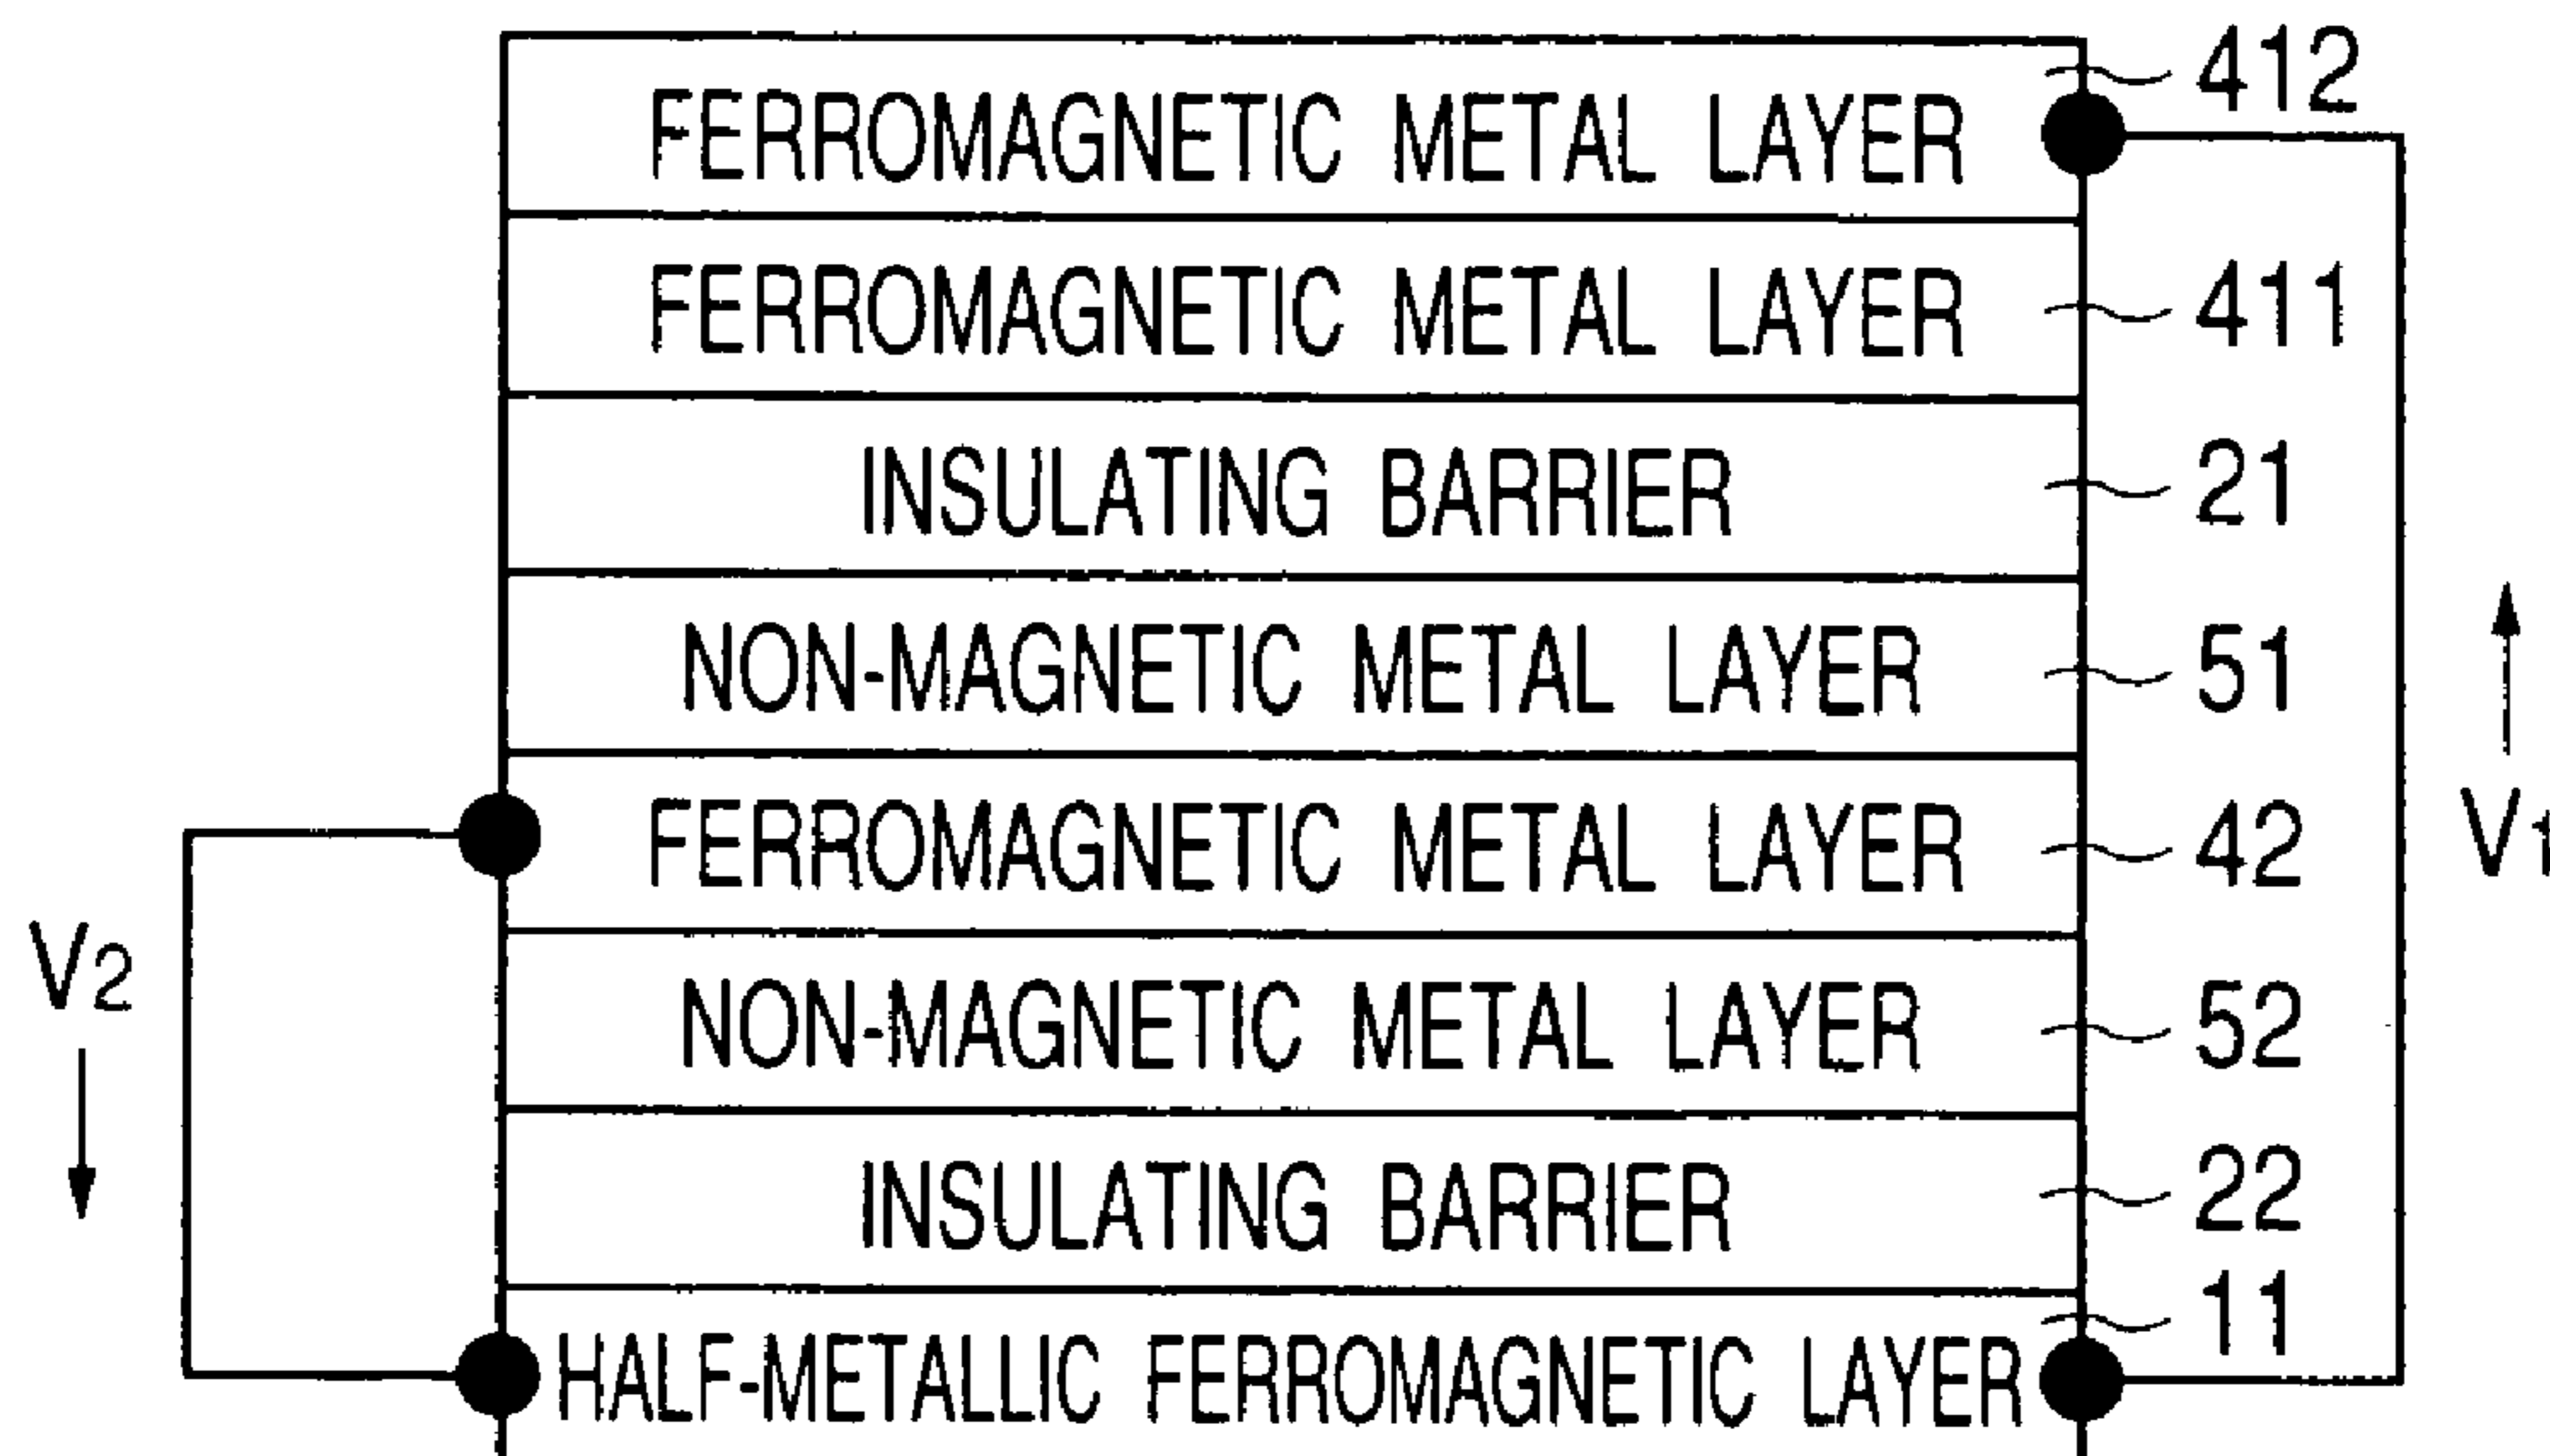 412
FERROMAGNETIC METAL LAYER
FERROMAGNETIC METAL LAYER 411
INSULATING BARRIER 21
NON-MAGNETIC METAL LAYER 51
V1
FERROMAGNETIC METAL LAYER 42
V2
NON-MAGNETIC METAL LAYER 52
INSULATING BARRIER 22
11
HALF-METALLIC FERROMAGNETIC LAYER